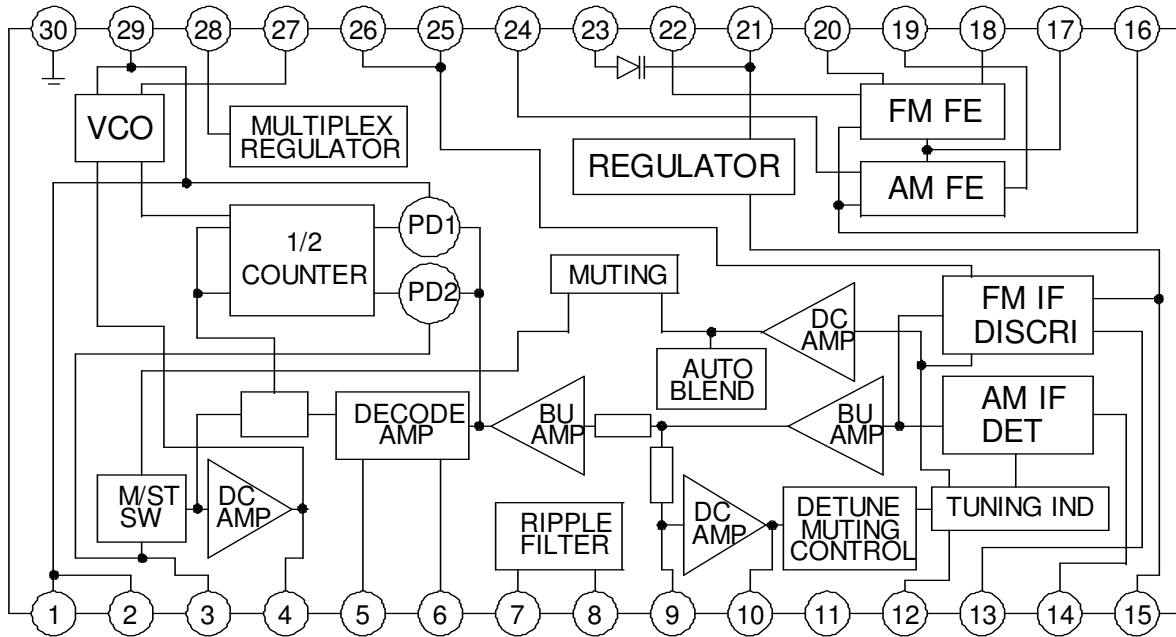 30 29 28 27 26 25 24 23 22 21 20 19 18 17 16
VCO
MULTIPLEX
REGULATOR
REGULATOR
FM FE
AM FE
1/2
COUNTER
PD1
PD2
MUTING
DC
AMP
FM IF
DISCRI
AUTO
BLEND
DECODE
AMP
BU
AMP
BU
AMP
AM IF
DET
M/ST
SW
DC
AMP
RIPPLE
FILTER
DC
AMP
DETUNE
MUTING
CONTROL
TUNING IND
1 2 3 4 5 6 7 8 9 10 11 12 13 14 15